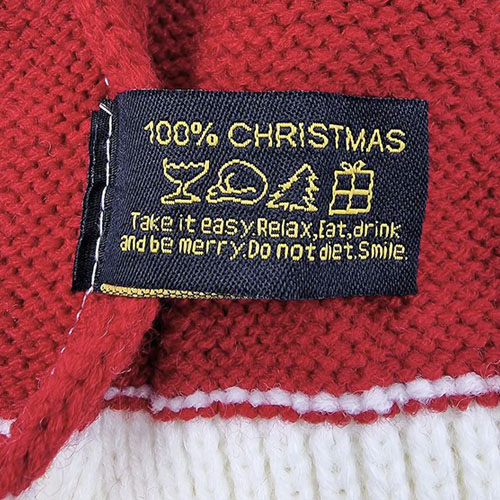 100% CHRISTMAS
Take it easy.Relax,Eat,drink
and be merry.Do not diet.Smile.